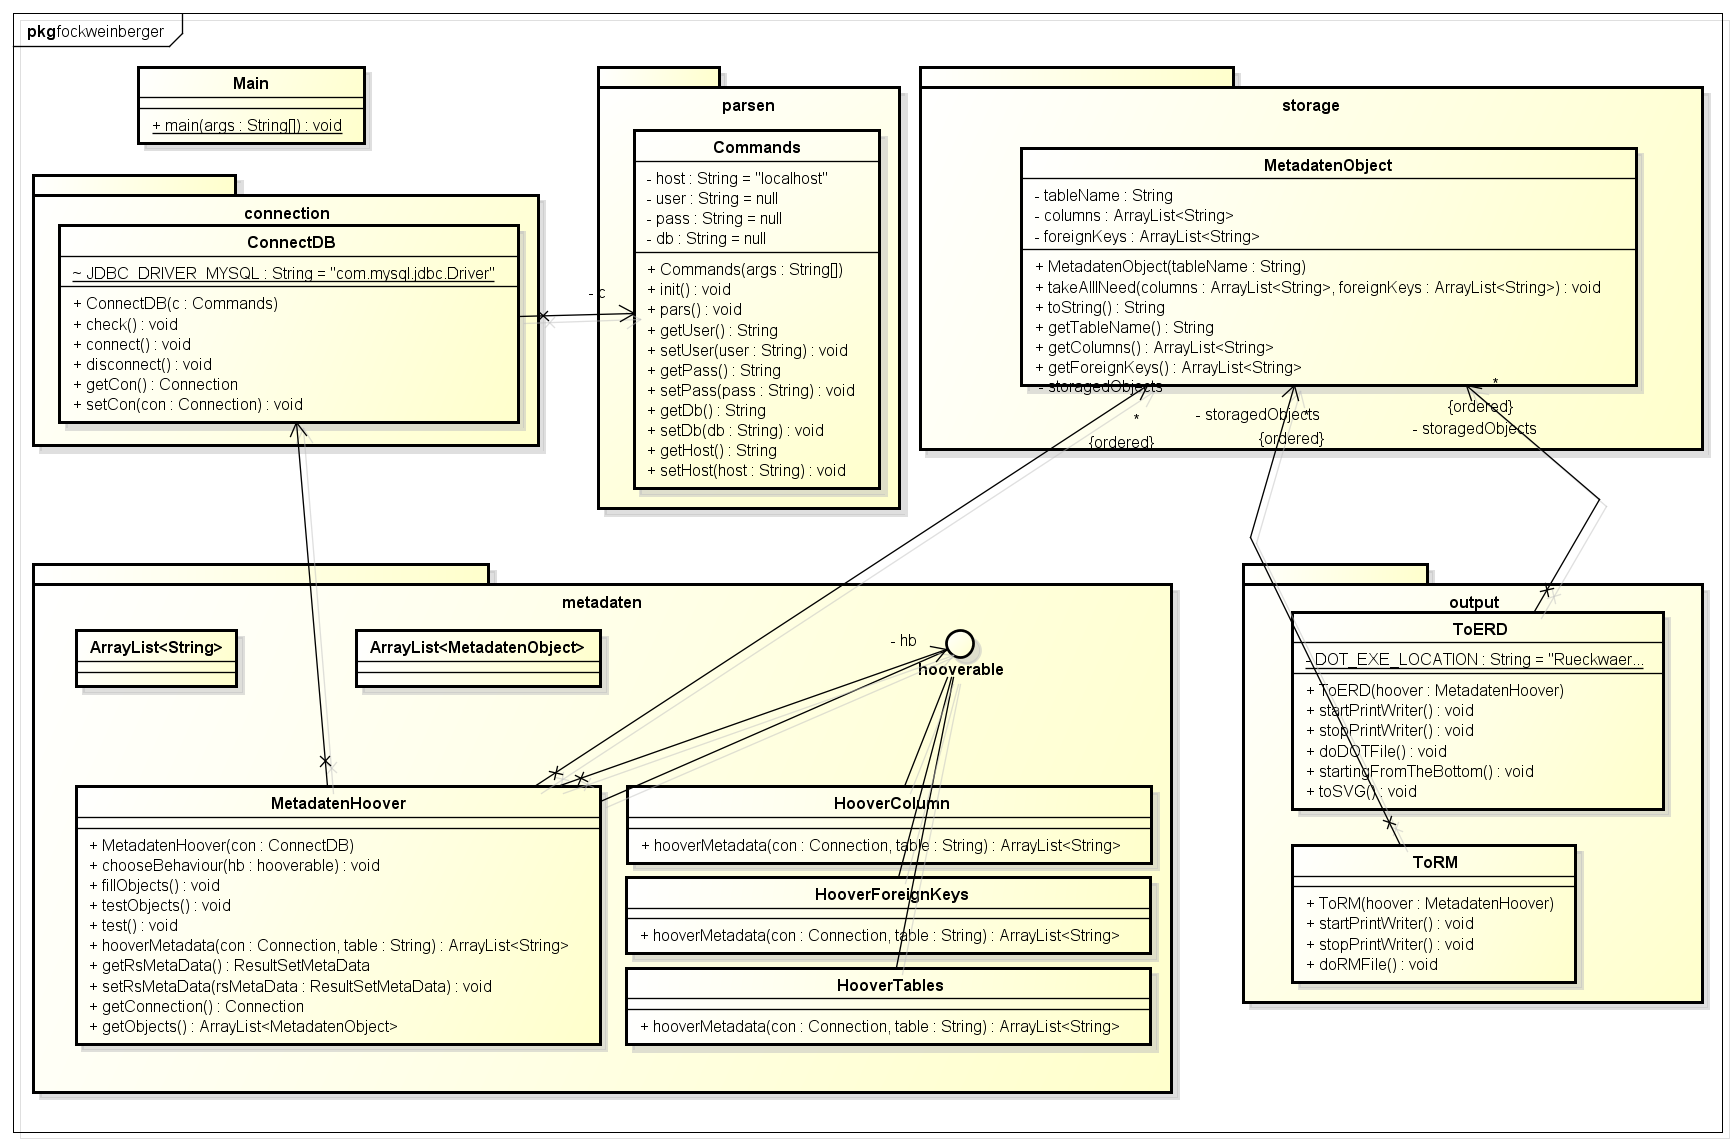 pkg fockweinberger
Main
+ main(args : String[]) : void
connection
ConnectDB
~ JDBC_DRIVER_MYSQL : String = "com.mysql.jdbc.Driver"
+ ConnectDB(c : Commands)
+ check() : void
+ connect() : void
+ disconnect() : void
+ getCon() : Connection
+ setCon(con : Connection) : void
- c
parsen
Commands
- host : String = "localhost"
- user : String = null
- pass : String = null
- db : String = null
+ Commands(args : String[])
+ init() : void
+ pars() : void
+ getUser() : String
+ setUser(user : String) : void
+ getPass() : String
+ setPass(pass : String) : void
+ getDb() : String
+ setDb(db : String) : void
+ getHost() : String
+ setHost(host : String) : void
storage
MetadatenObject
- tableName : String
- columns : ArrayList<String>
- foreignKeys : ArrayList<String>
+ MetadatenObject(tableName : String)
+ takeAllINeed(columns : ArrayList<String>, foreignKeys : ArrayList<String>) : void
+ toString() : String
+ getTableName() : String
+ getColumns() : ArrayList<String>
+ getForeignKeys() : ArrayList<String>
- storagedObjects
*
{ordered}
- storagedObjects
*
{ordered}
*
{ordered}
- storagedObjects
metadaten
ArrayList<String>
ArrayList<MetadatenObject>
- hb
hooverable
MetadatenHoover
+ MetadatenHoover(con : ConnectDB)
+ chooseBehaviour(hb : hooverable) : void
+ fillObjects() : void
+ testObjects() : void
+ test() : void
+ hooverMetadata(con : Connection, table : String) : ArrayList<String>
+ getRsMetaData() : ResultSetMetaData
+ setRsMetaData(rsMetaData : ResultSetMetaData) : void
+ getConnection() : Connection
+ getObjects() : ArrayList<MetadatenObject>
HooverColumn
+ hooverMetadata(con : Connection, table : String) : ArrayList<String>
HooverForeignKeys
+ hooverMetadata(con : Connection, table : String) : ArrayList<String>
HooverTables
+ hooverMetadata(con : Connection, table : String) : ArrayList<String>
output
ToERD
- DOT_EXE_LOCATION : String = "Rueckwaer...
+ ToERD(hoover : MetadatenHoover)
+ startPrintWriter() : void
+ stopPrintWriter() : void
+ doDOTFile() : void
+ startingFromTheBottom() : void
+ toSVG() : void
ToRM
+ ToRM(hoover : MetadatenHoover)
+ startPrintWriter() : void
+ stopPrintWriter() : void
+ doRMFile() : void